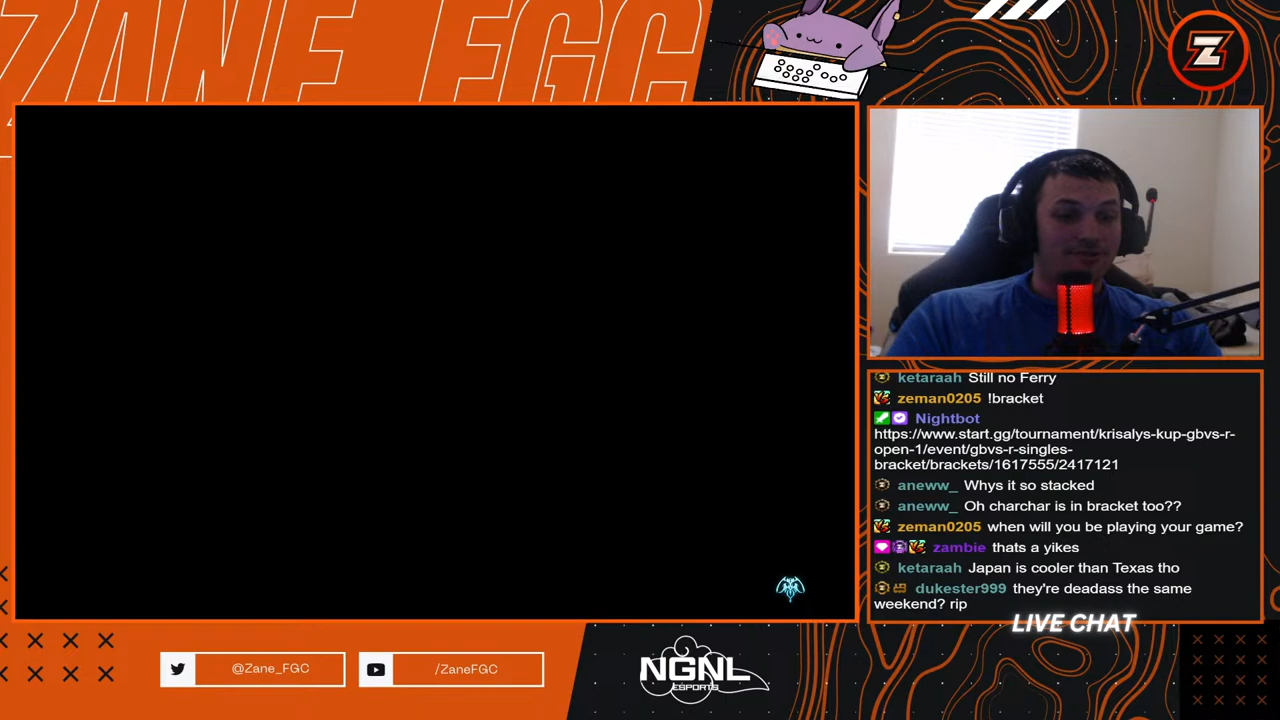 ZANE FGC
Z
ketaraah Still no Ferry
zeman0205 !bracket
Nightbot
https://www.start.gg/tournament/krisalys-kup-gbvs-r-
open-1/event/gbvs-r-singles-
bracket/brackets/1617555/2417121
aneww_ Whys it so stacked
aneww_ Oh charchar is in bracket too??
zeman0205 when will you be playing your game?
zambie thats a yikes
ketaraah Japan is cooler than Texas tho
dukester999 they're deadass the same
weekend? rip
LIVE CHAT
@Zane_FGC
/ZaneFGC
NGNL
ESPORTS